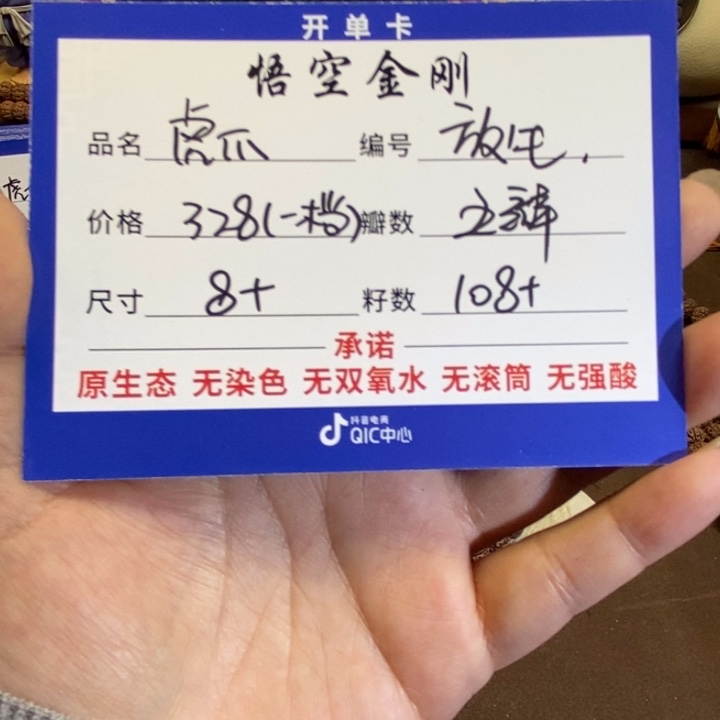 开单卡
悟空金刚
品名 虎爪 编号 放屯.
价格 328(一档) 瓣数 五瓣
尺寸 8+ 籽数 108+
承诺
原生态 无染色 无双氧水 无滚筒 无强酸
抖音电商
QIC中心
虎